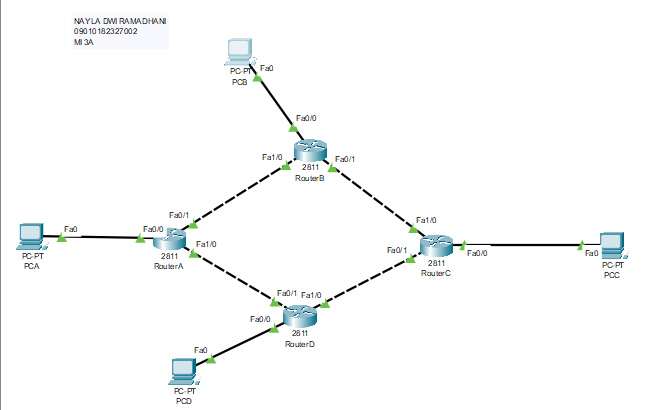 NAYLA DWI RAMADHANI
09010182327002
MI3A
Fa0
PC-PT
PCB
Fa0/0
Fa1/0
Fa0/1
2811
RouterB
Fa0/1
Fa0
Fa0/0
PC-PT
PCA
2811
RouterA
Fa1/0
Fa1/0
Fa0/1
Fa0/0
2811
RouterC
Fa0
PC-PT
PCC
Fa0/1
Fa1/0
Fa0/0
2811
RouterD
Fa0
PC-PT
PCD